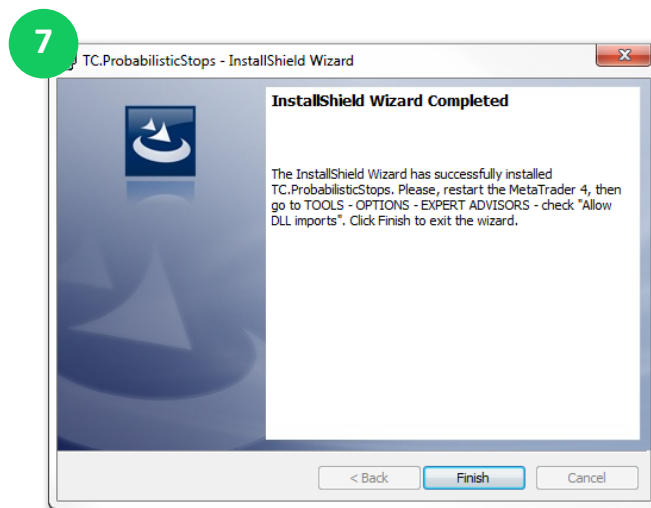 7
TC.ProbabilisticStops - InstallShield Wizard
InstallShield Wizard Completed
The InstallShield Wizard has successfully installed
TC.ProbabilisticStops. Please, restart the MetaTrader 4, then
go to TOOLS - OPTIONS - EXPERT ADVISORS - check "Allow
DLL imports". Click Finish to exit the wizard.
< Back
Finish
Cancel